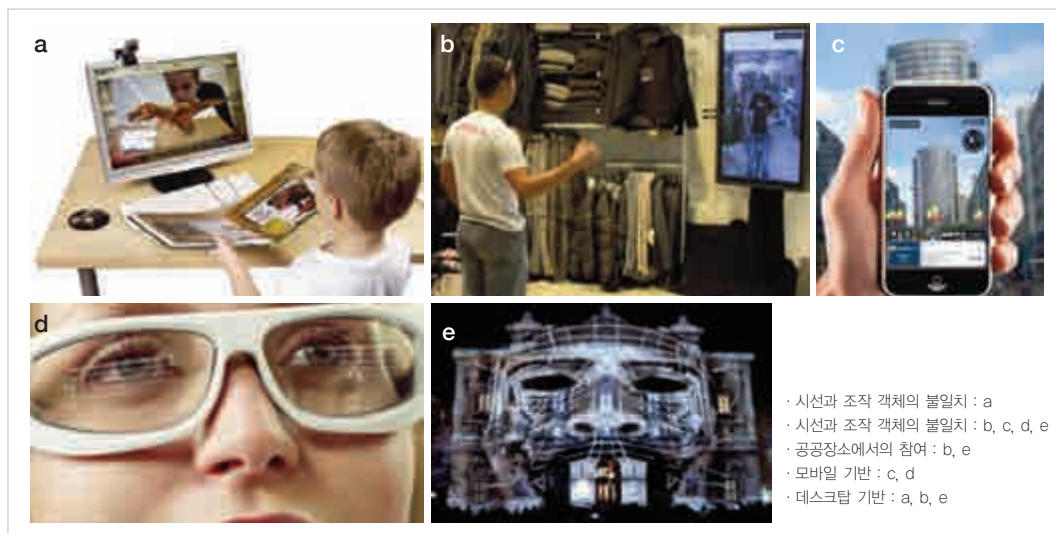 a
b
c
d
e
· 시선과 조작 객체의 불일치 : a
· 시선과 조작 객체의 불일치 : b, c, d, e
· 공공장소에서의 참여 : b, e
· 모바일 기반 : c, d
· 데스크탑 기반 : a, b, e